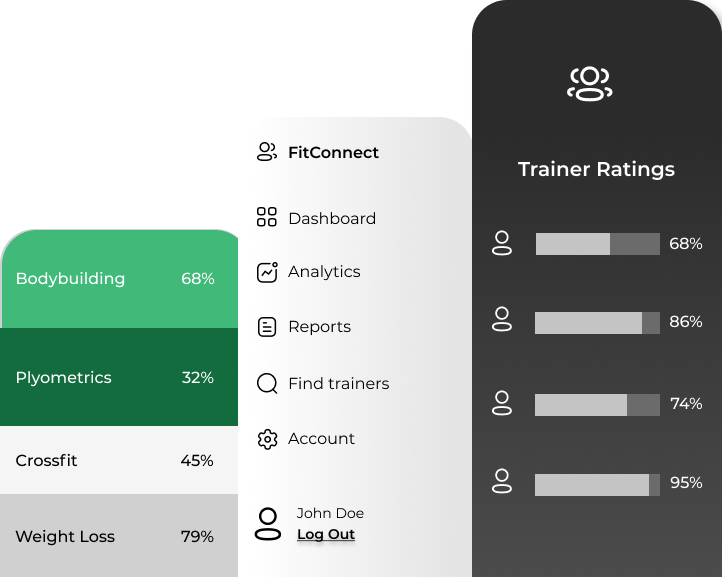 Bodybuilding 68%
Plyometrics 32%
Crossfit 45%
Weight Loss 79%
FitConnect
Dashboard
Analytics
Reports
Find trainers
Account
John Doe
Log Out
Trainer Ratings
68%
86%
74%
95%